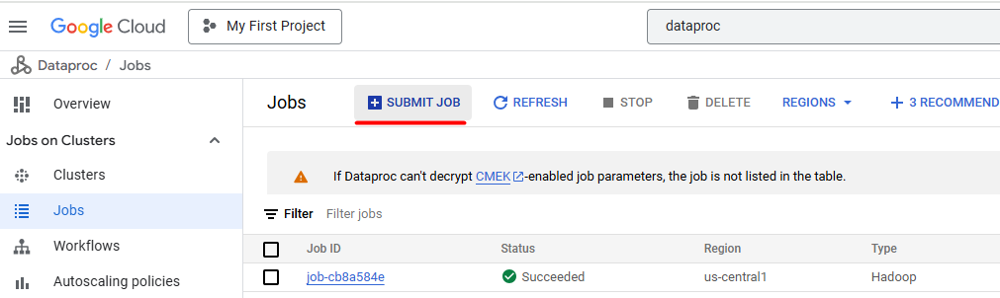 Google Cloud My First Project dataproc
Dataproc / Jobs
Overview
Jobs on Clusters
Clusters
Jobs
Workflows
Autoscaling policies
Jobs SUBMIT JOB REFRESH STOP DELETE REGIONS 3 RECOMMEND
If Dataproc can't decrypt CMEK -enabled job parameters, the job is not listed in the table.
Filter Filter jobs
Job ID Status Region Type
job-cb8a584e Succeeded us-central1 Hadoop